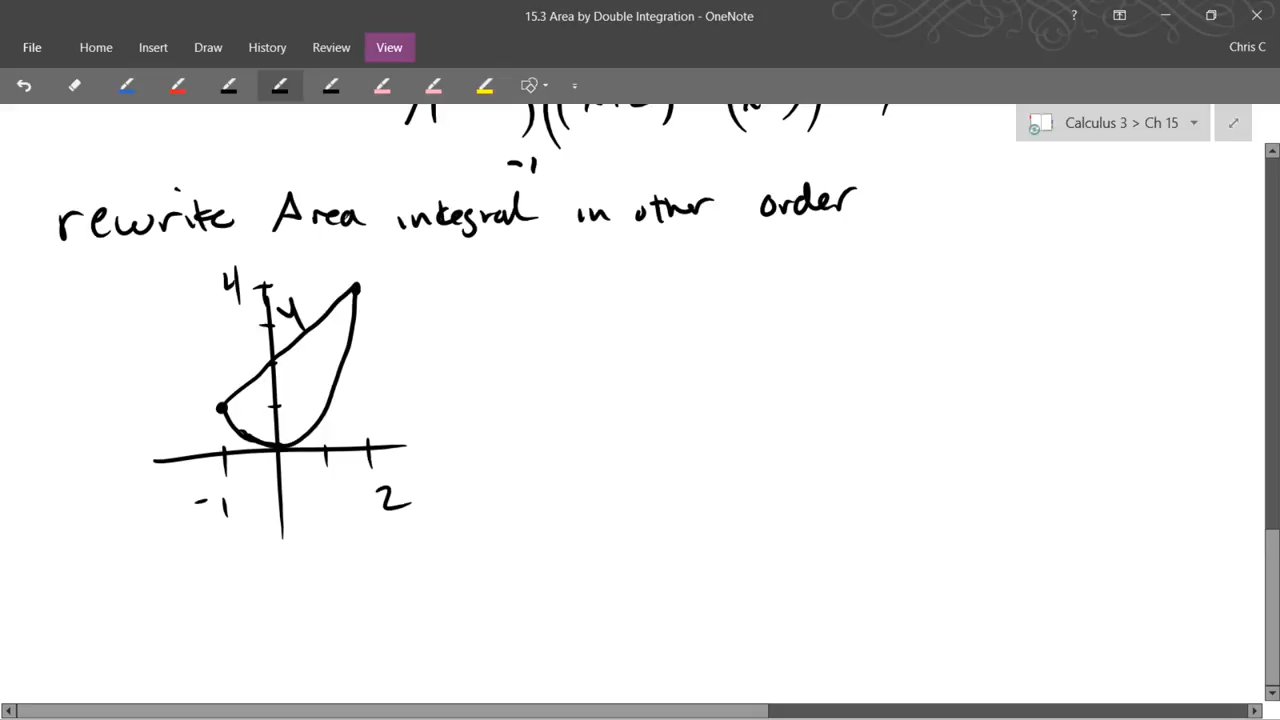 15.3 Area by Double Integration - OneNote
?
File Home Insert Draw History Review View
Chris C
Calculus 3 > Ch 15
-1
rewrite Area integral in other order
4
y
-1
2